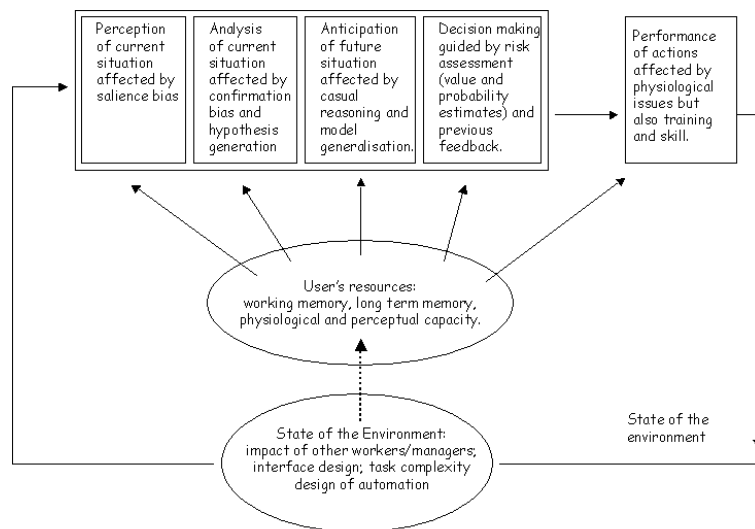 Perception
of current
situation
affected by
salience bias
Analysis
of current
situation
affected by
confirmation
bias and
hypothesis
generation
Anticipation
of future
situation
affected by
casual
reasoning and
model
generalisation.
Decision making
guided by risk
assessment
(value and
probability
estimates) and
previous
feedback.
Performance
of actions
affected by
physiological
issues but
also training
and skill.
User's resources:
working memory, long term memory,
physiological and perceptual capacity.
State of the Environment:
impact of other workers/managers;
interface design; task complexity
design of automation
State of the
environment